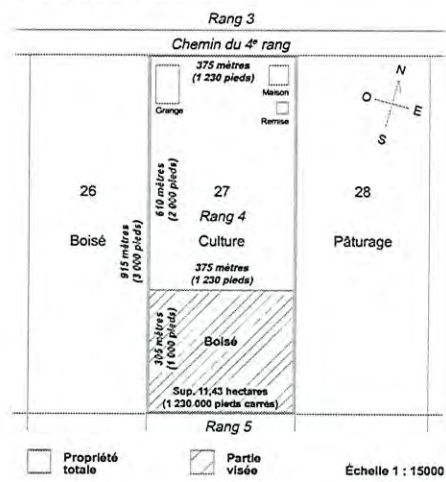 Rang 3
Chemin du 4e rang
375 mètres
(1 230 pieds)
Grange
Maison
Remise
N
O
E
S
26
Boisé
915 mètres
(3 000 pieds)
610 mètres
(2 000 pieds)
27
Rang 4
Culture
28
Pâturage
375 mètres
(1 230 pieds)
305 mètres
(1 000 pieds)
Boisé
Sup. 11,43 hectares
(1 230 000 pieds carrés)
Rang 5
Propriété
totale
Partie
visée
Échelle 1 : 15000